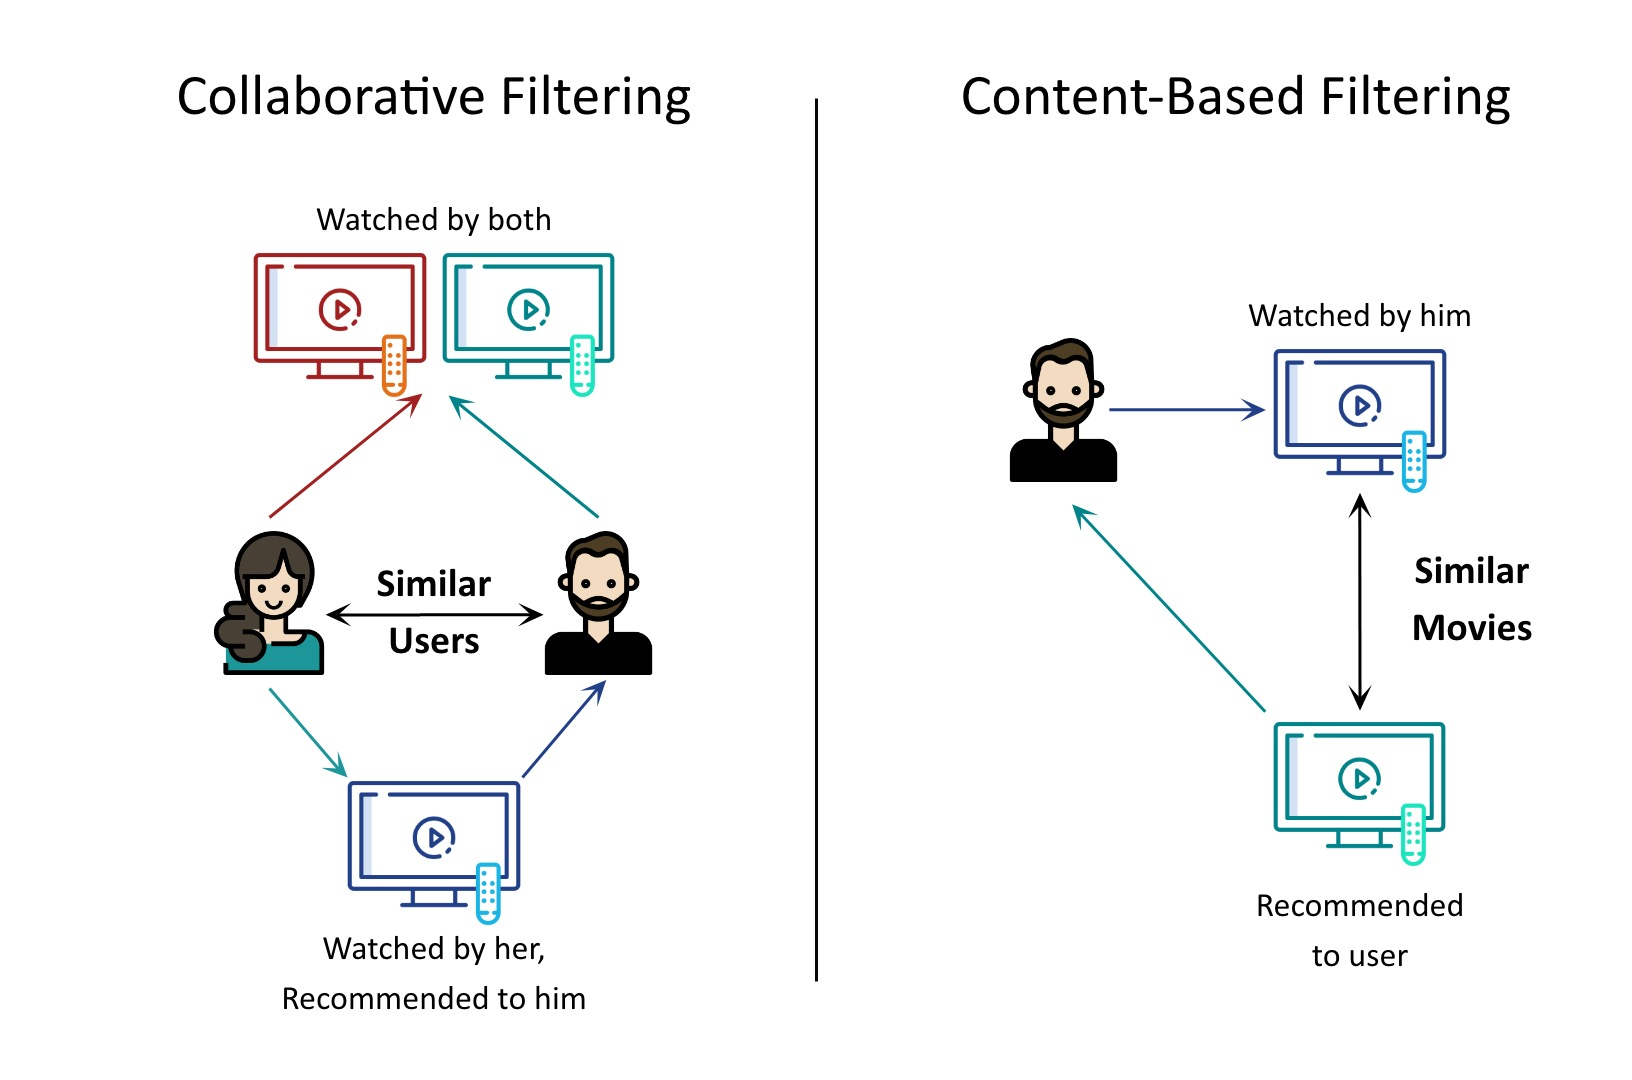 Collaborative Filtering
Watched by both
Similar
Users
Watched by her,
Recommended to him
Content-Based Filtering
Watched by him
Similar
Movies
Recommended
to user